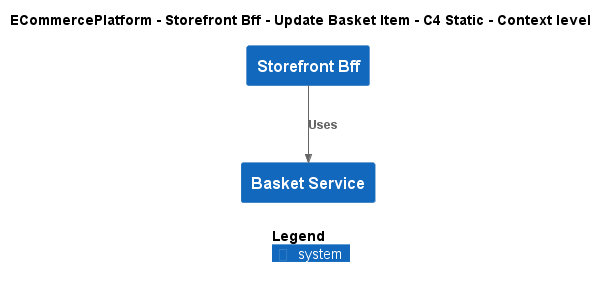 ECommercePlatform - Storefront Bff - Update Basket Item - C4 Static - Context level
Storefront Bff
Uses
Basket Service
Legend
system